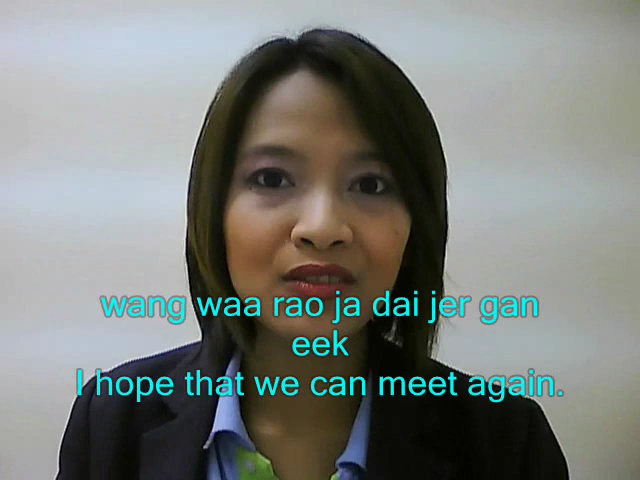 wang waa rao ja dai jer gan
eek
I hope that we can meet again.